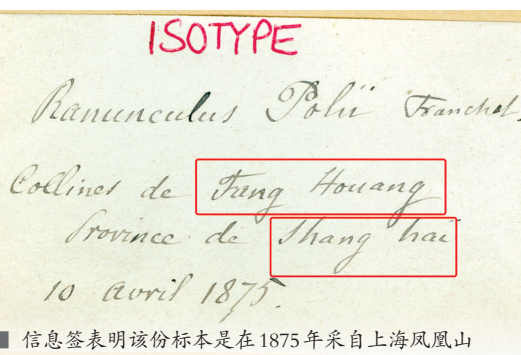 ISOTYPE
Ranunculus Polii Franchet.
Collines de Fang Houang
Province de Shang hai
10 avril 1875.
信息签表明该份标本是在1875年采自上海凤凰山